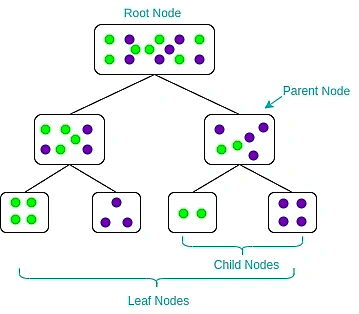 Root Node
Parent Node
Child Nodes
Leaf Nodes